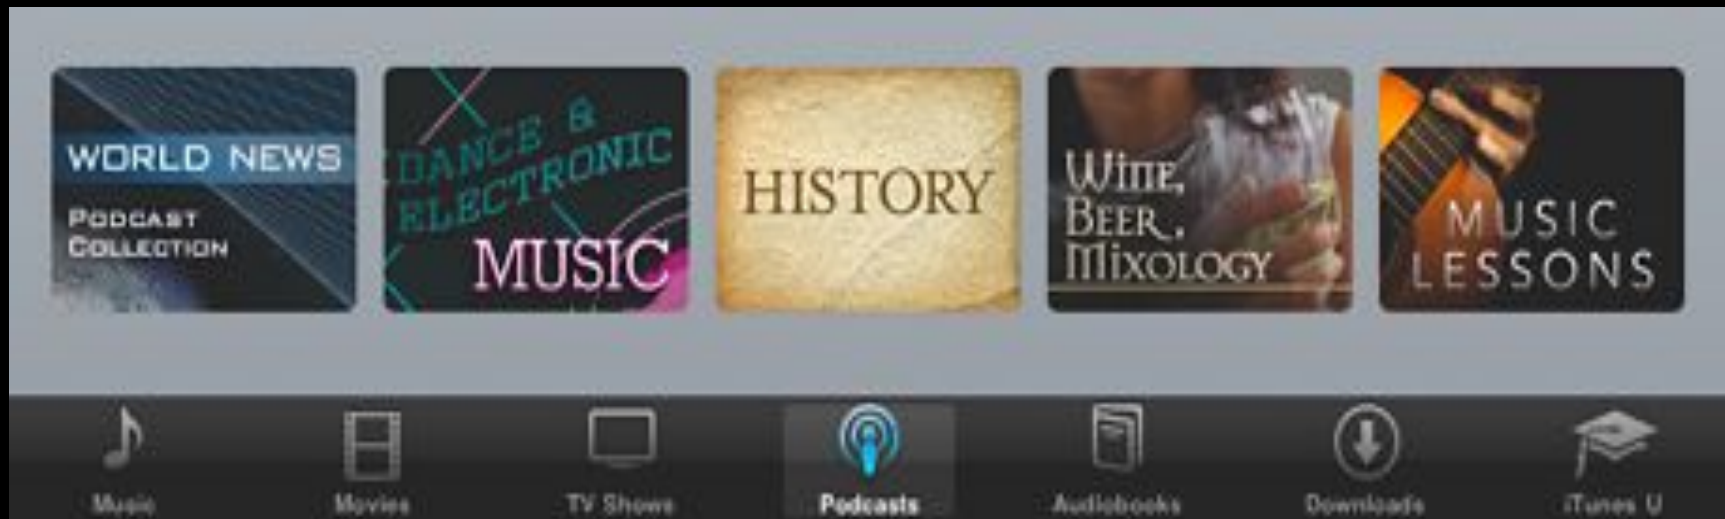 WORLD NEWS
PODCAST
COLLECTION
DANCE &
ELECTRONIC
MUSIC
HISTORY
Wine,
BEER,
MIXOLOGY
MUSIC
LESSONS
Music
Movies
TV Shows
Podcasts
Audiobooks
Downloads
iTunes U